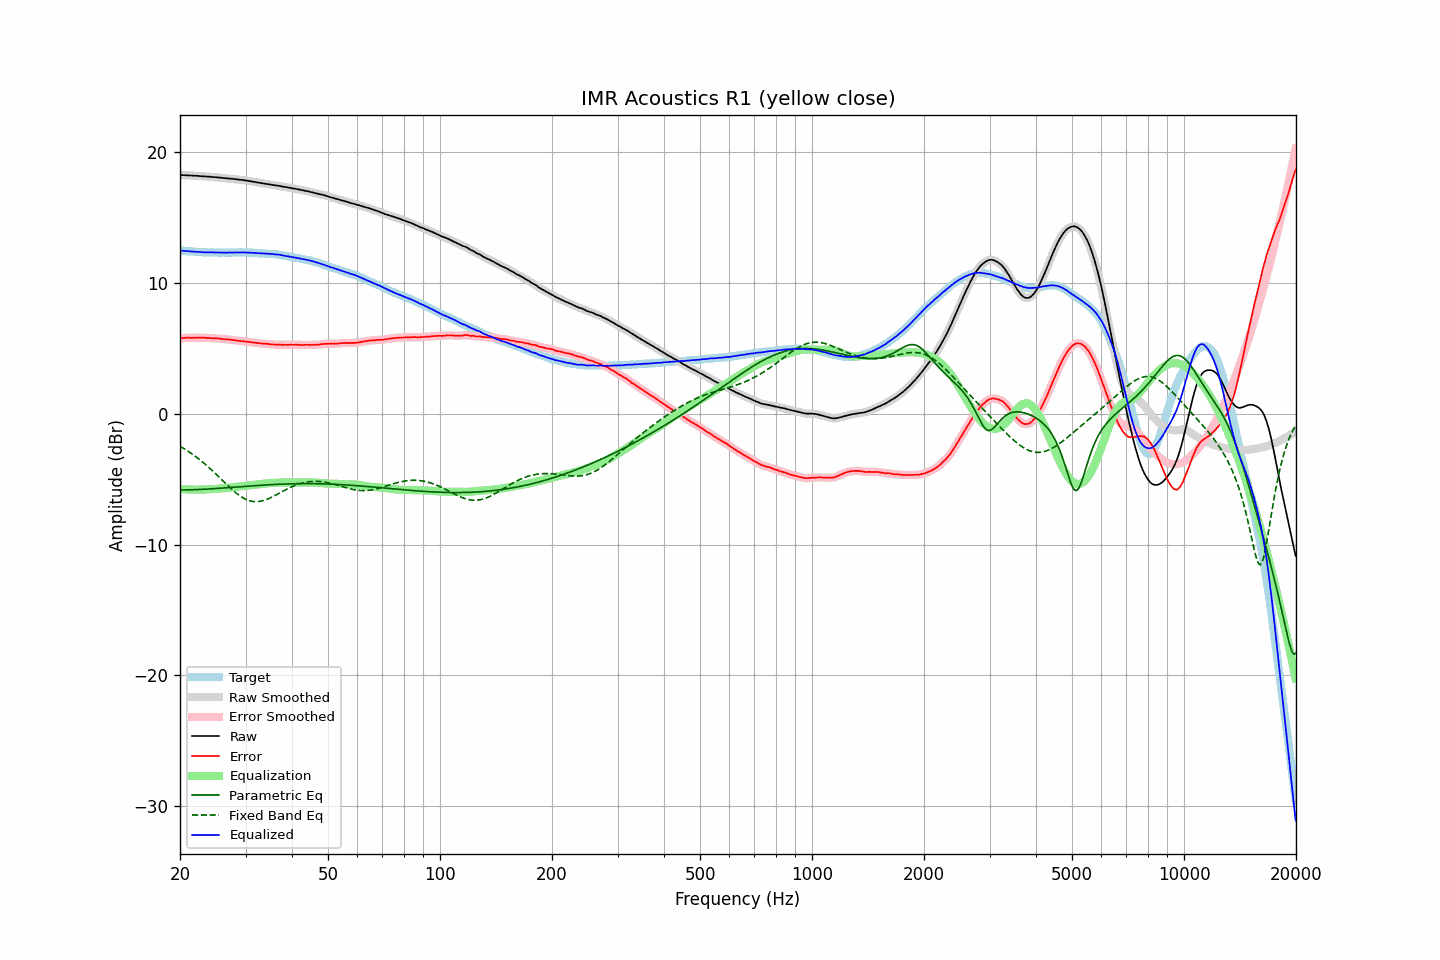 IMR Acoustics R1 (yellow close)
Amplitude (dBr)
20
10
0
−10
−20
−30
Target
Raw Smoothed
Error Smoothed
Raw
Error
Equalization
Parametric Eq
Fixed Band Eq
Equalized
20 50 100 200 500 1000 2000 5000 10000 20000
Frequency (Hz)